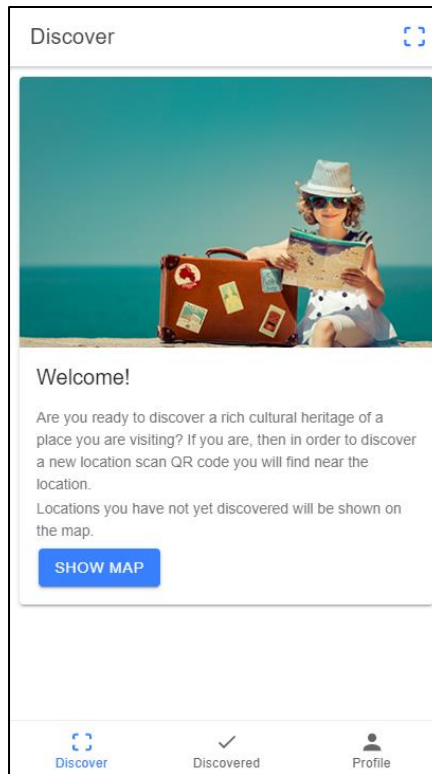 Discover
Welcome!
Are you ready to discover a rich cultural heritage of a
place you are visiting? If you are, then in order to discover
a new location scan QR code you will find near the
location.
Locations you have not yet discovered will be shown on
the map.
SHOW MAP
Discover
Discovered
Profile